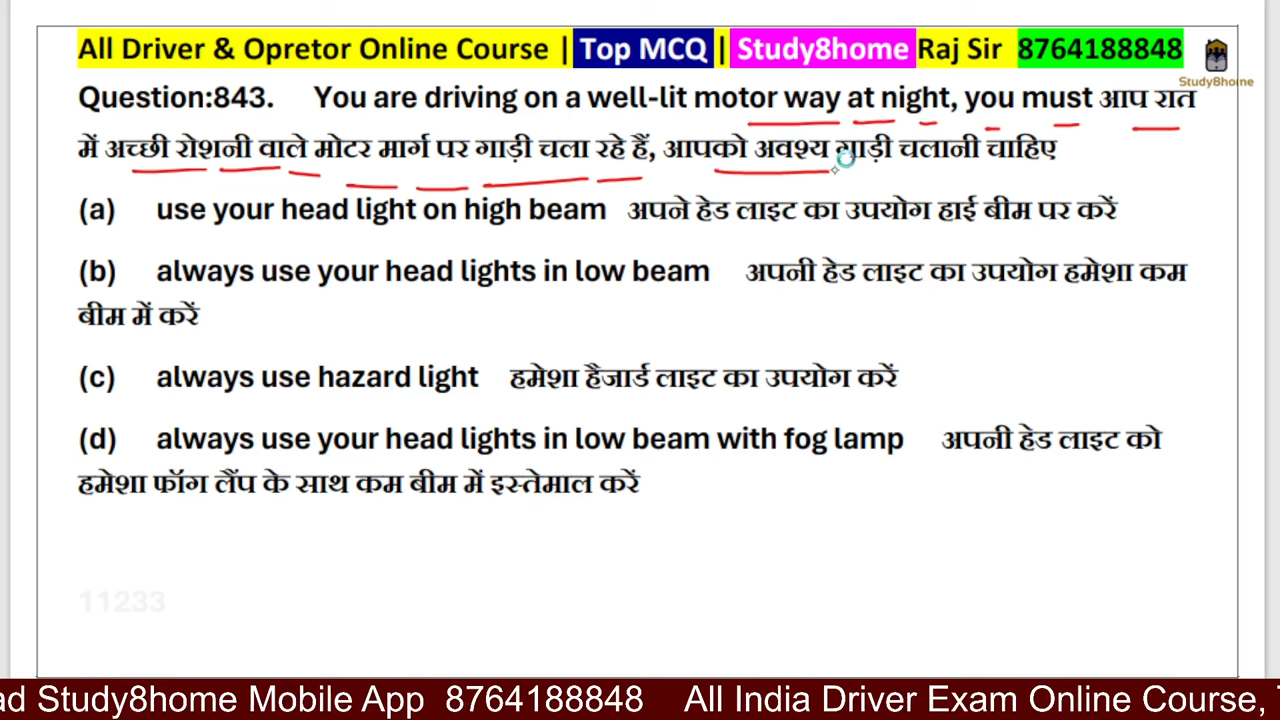 All Driver & Opretor Online Course | Top MCQ | Study8home Raj Sir 8764188848
Study8home
Question:843. You are driving on a well-lit motor way at night, you must आप रात
में अच्छी रोशनी वाले मोटर मार्ग पर गाड़ी चला रहे हैं, आपको अवश्य गाड़ी चलानी चाहिए
(a) use your head light on high beam अपने हेड लाइट का उपयोग हाई बीम पर करें
(b) always use your head lights in low beam अपनी हेड लाइट का उपयोग हमेशा कम
बीम में करें
(c) always use hazard light हमेशा हैजार्ड लाइट का उपयोग करें
(d) always use your head lights in low beam with fog lamp अपनी हेड लाइट को
हमेशा फॉग लैंप के साथ कम बीम में इस्तेमाल करें
11233
ad Study8home Mobile App 8764188848 All India Driver Exam Online Course,